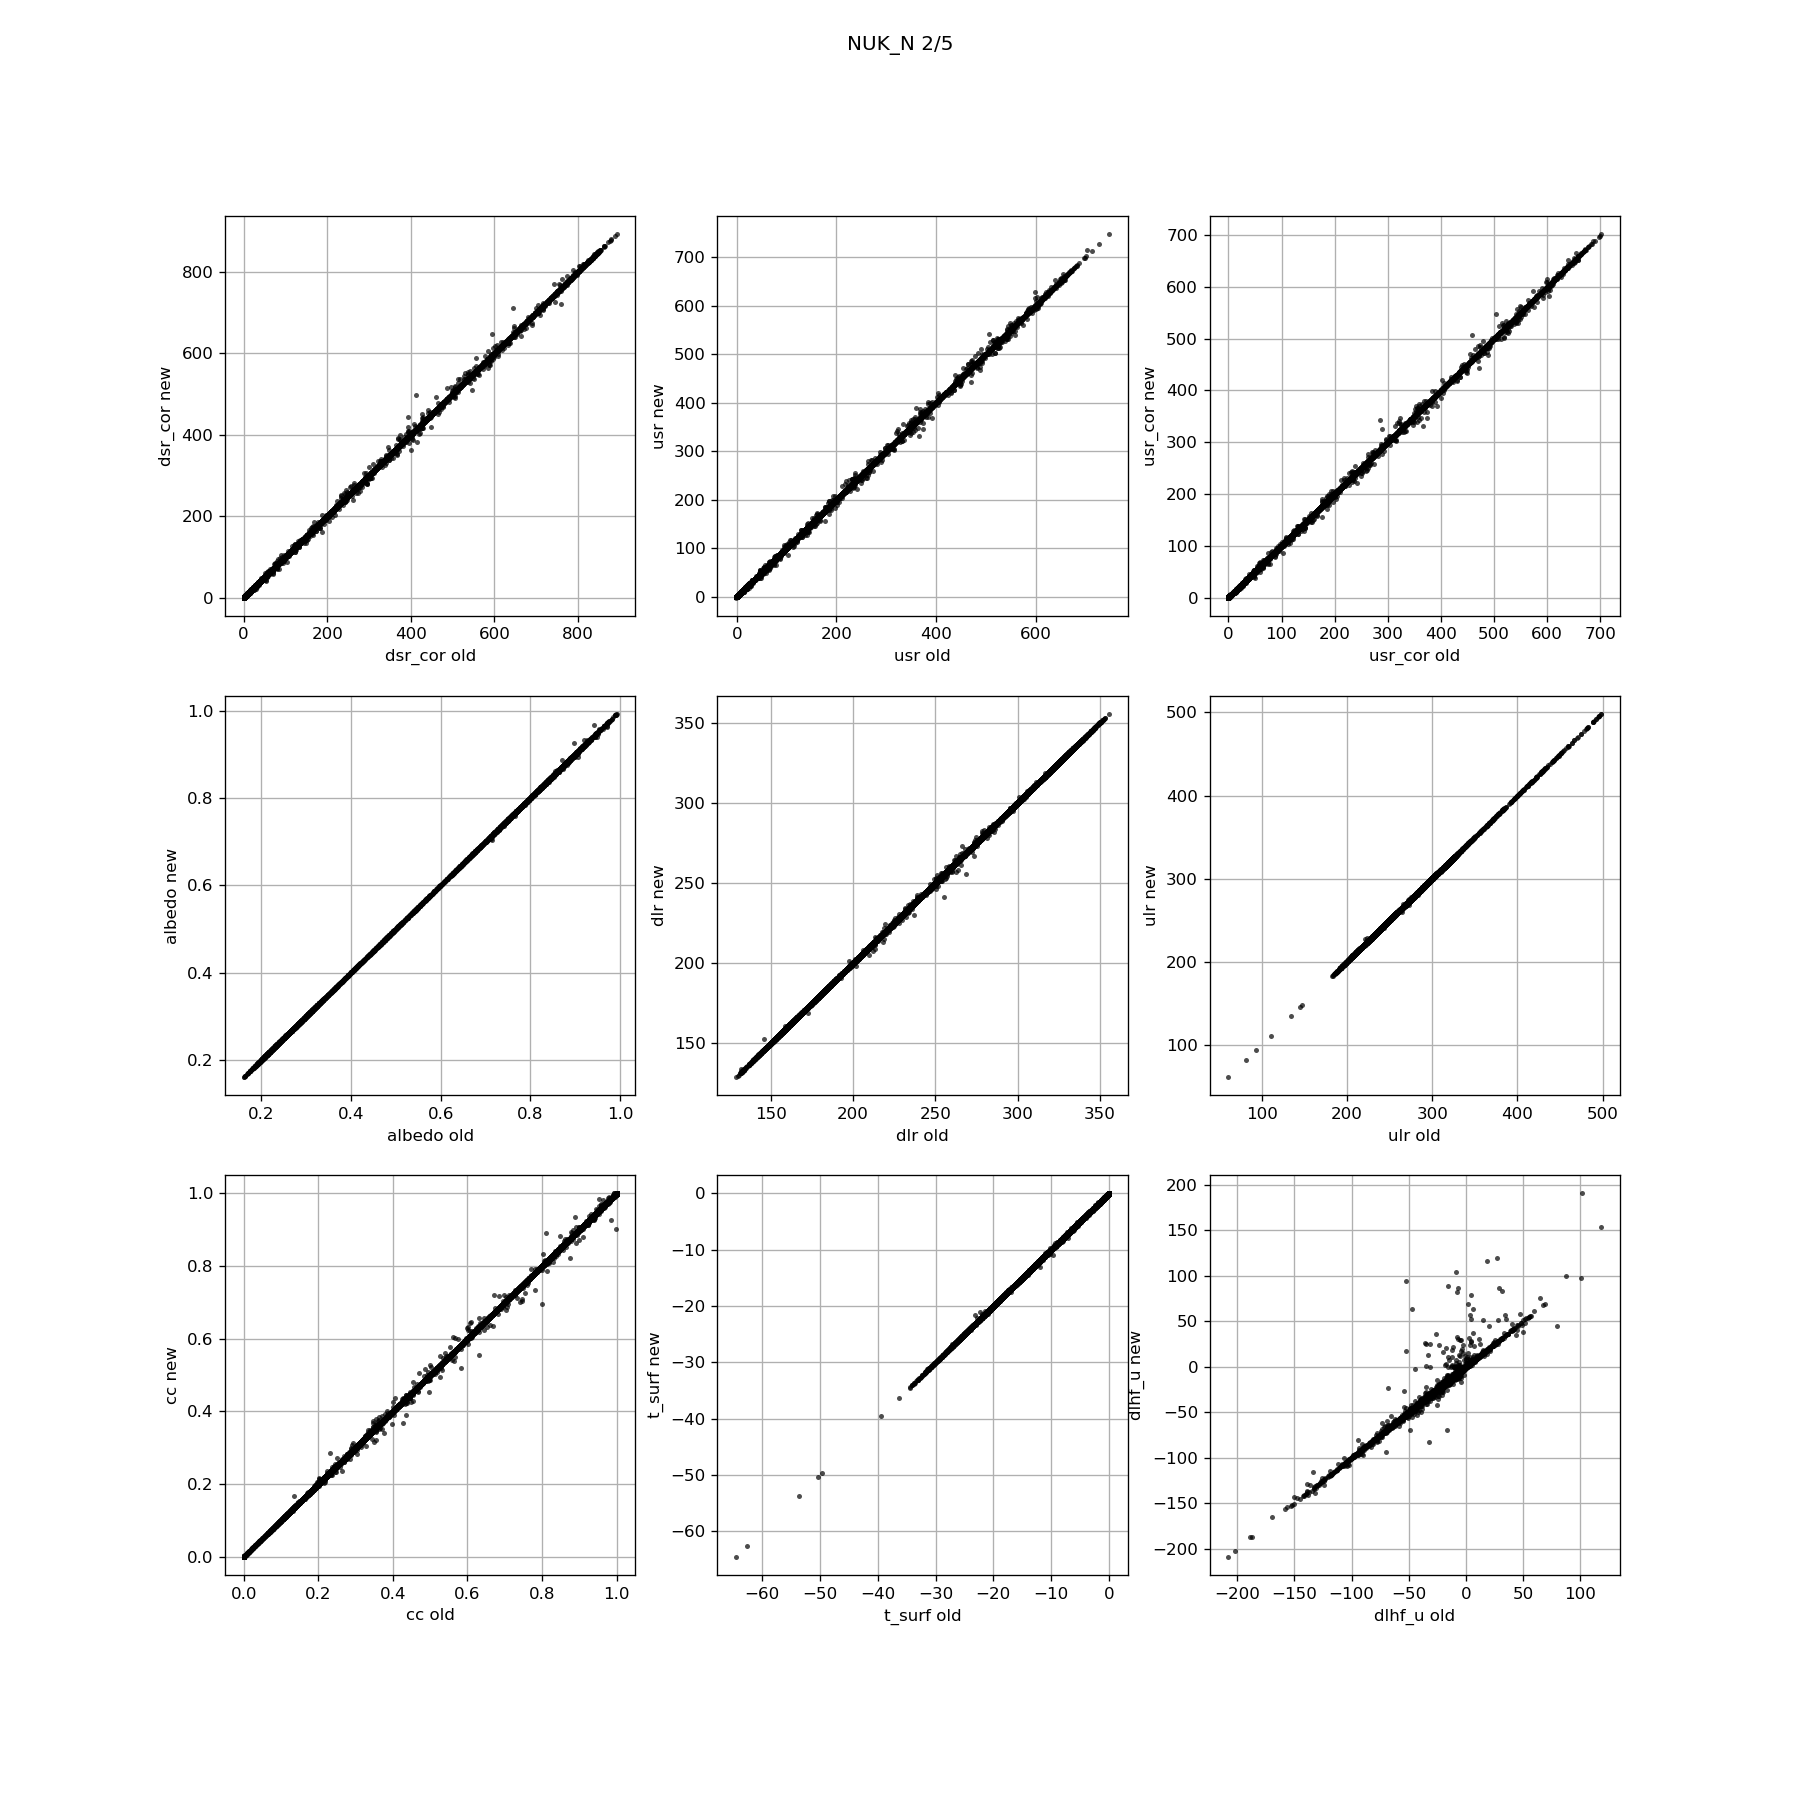 NUK_N 2/5
dsr_cor new
800
600
400
200
0
0 200 400 600 800
dsr_cor old
usr new
700
600
500
400
300
200
100
0
0 200 400 600
usr old
usr_cor new
700
600
500
400
300
200
100
0
0 100 200 300 400 500 600 700
usr_cor old
albedo new
1.0
0.8
0.6
0.4
0.2
0.2 0.4 0.6 0.8 1.0
albedo old
dlr new
350
300
250
200
150
150 200 250 300 350
dlr old
ulr new
500
400
300
200
100
100 200 300 400 500
ulr old
cc new
1.0
0.8
0.6
0.4
0.2
0.0
0.0 0.2 0.4 0.6 0.8 1.0
cc old
t_surf new
0
−10
−20
−30
−40
−50
−60
−60 −50 −40 −30 −20 −10 0
t_surf old
dlhf_u new
200
150
100
50
0
−50
−100
−150
−200
−200 −150 −100 −50 0 50 100
dlhf_u old